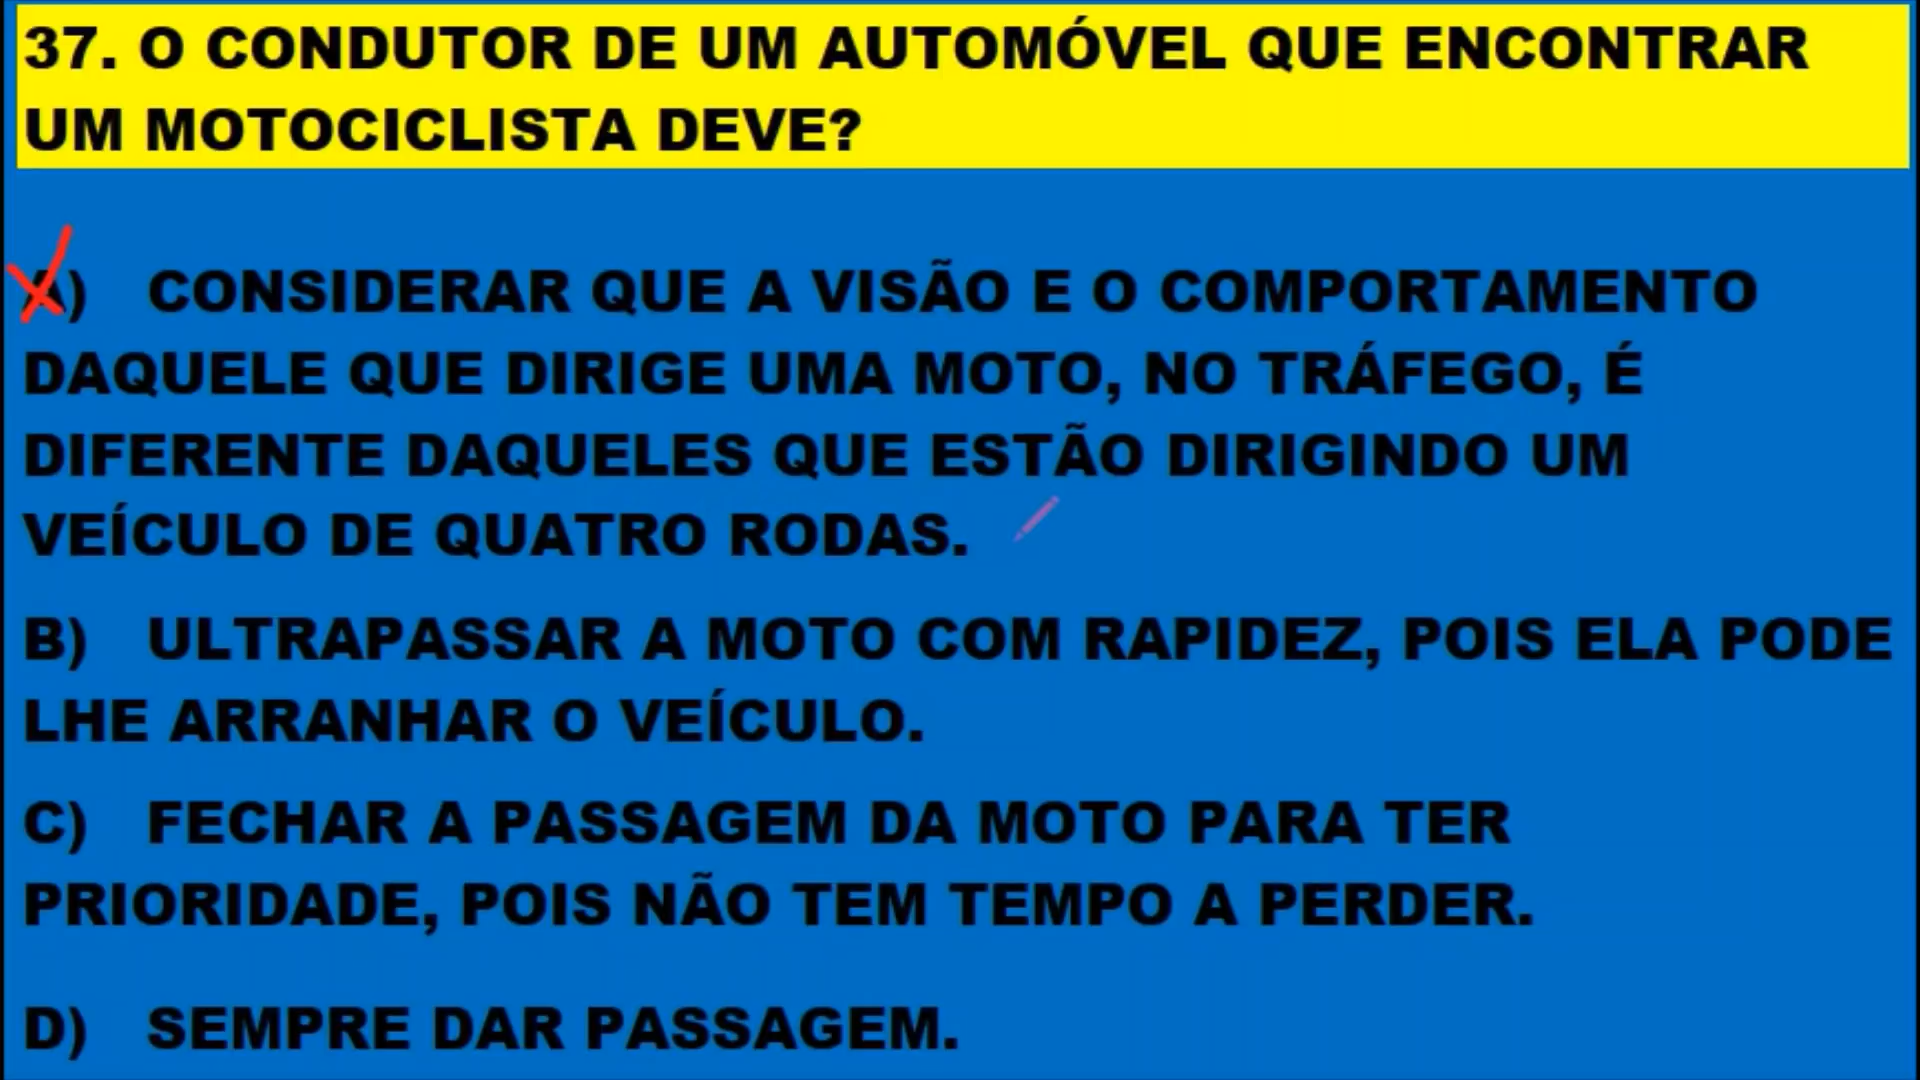 37. O CONDUTOR DE UM AUTOMÓVEL QUE ENCONTRAR
UM MOTOCICLISTA DEVE?
A) CONSIDERAR QUE A VISÃO E O COMPORTAMENTO
DAQUELE QUE DIRIGE UMA MOTO, NO TRÁFEGO, É
DIFERENTE DAQUELES QUE ESTÃO DIRIGINDO UM
VEÍCULO DE QUATRO RODAS.
B) ULTRAPASSAR A MOTO COM RAPIDEZ, POIS ELA PODE
LHE ARRANHAR O VEÍCULO.
C) FECHAR A PASSAGEM DA MOTO PARA TER
PRIORIDADE, POIS NÃO TEM TEMPO A PERDER.
D) SEMPRE DAR PASSAGEM.